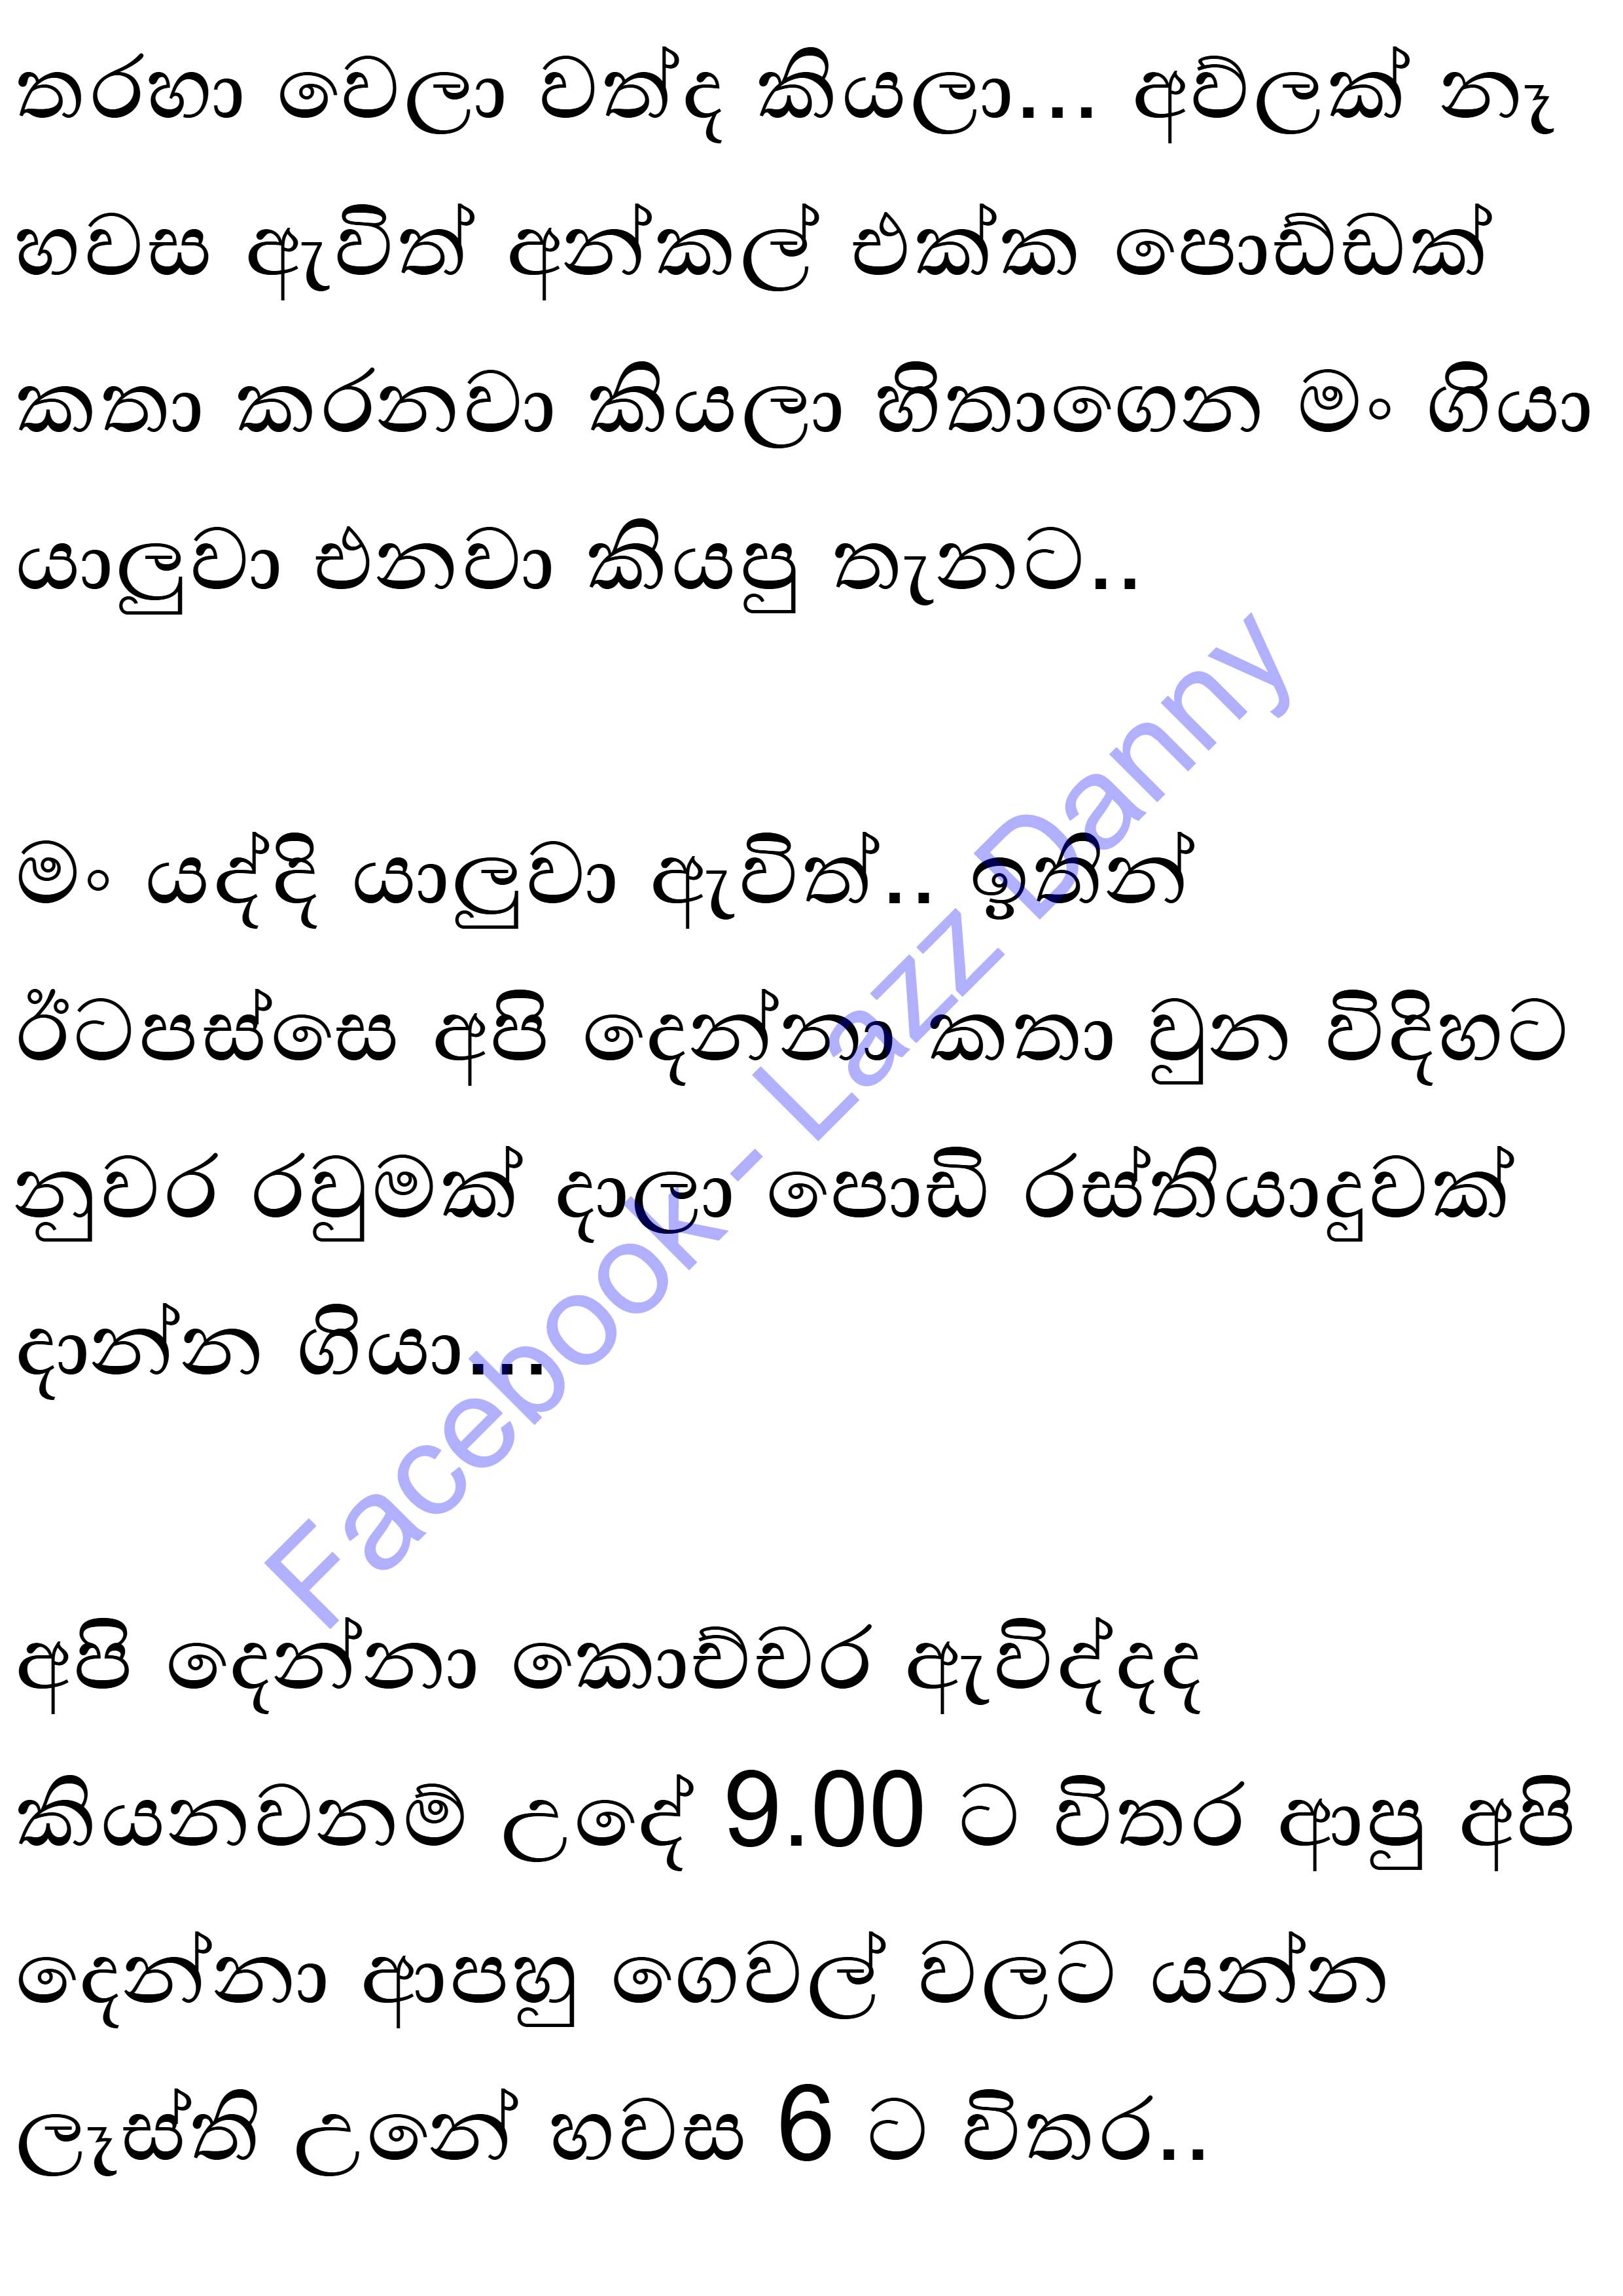 තරහා වෙලා වත්ද කියලා... අව්ලක් නෑ
හවස ඇවිත් අන්කල් එක්ක පොඩ්ඩක්
කතා කරනවා කියලා හිතාගෙන මං ගියා
යාලුවා එනවා කියපු තැනට..
මං යද්දි යාලුවා ඇවිත්.. ඉතින්
ඊටපස්සෙ අපි දෙන්නා කතා වුන විදිහට
නුවර රවුමක් දාලා පොඩි රස්තියාදුවක්
දාන්න ගියා...
අපි දෙන්නා කොච්චර ඇවිද්දද
කියනවනම් උදේ 9.00 ට විතර ආපු අපි
දෙන්නා ආපහු ගෙවල් වලට යන්න
ලෑස්ති උනේ හවස 6 ට විතර..
Facebook - Lazz Danny